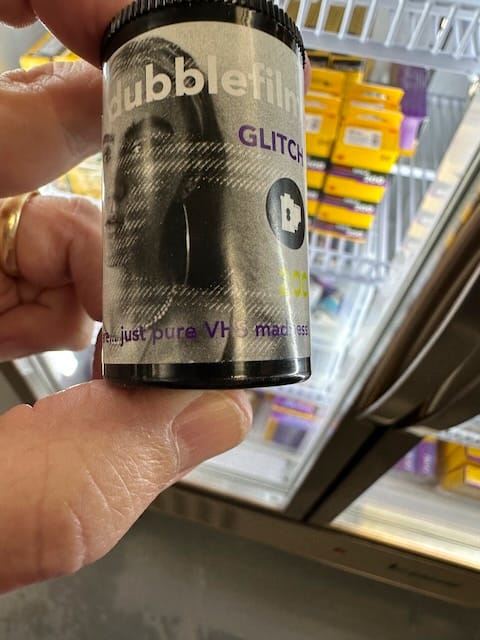 dubblefilm
GLITCH
200
just pure VHS madness